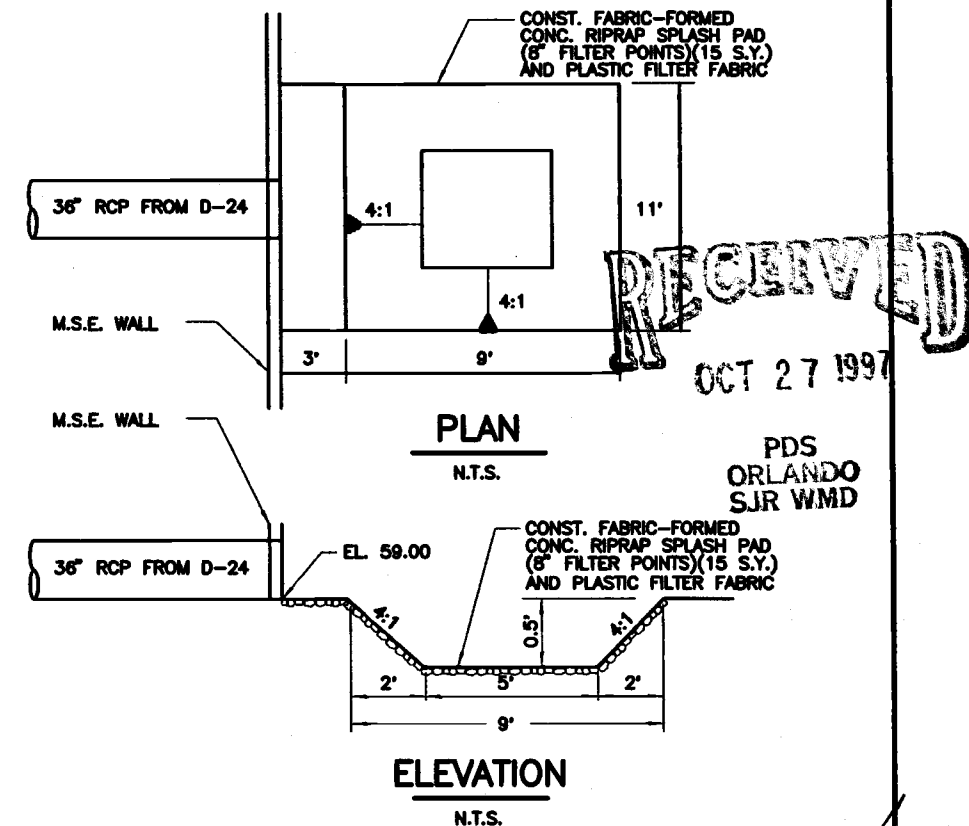 CONST. FABRIC-FORMED
CONC. RIPRAP SPLASH PAD
(8" FILTER POINTS)(15 S.Y.)
AND PLASTIC FILTER FABRIC
36" RCP FROM D-24
4:1
11'
4:1
M.S.E. WALL
3'
9'
RECEIVED
OCT 27 1997
PLAN
N.T.S.
PDS
ORLANDO
SJR WMD
M.S.E. WALL
EL. 59.00
CONST. FABRIC-FORMED
CONC. RIPRAP SPLASH PAD
(8" FILTER POINTS)(15 S.Y.)
AND PLASTIC FILTER FABRIC
36" RCP FROM D-24
4:1
0.5'
4:1
2'
5'
2'
9'
ELEVATION
N.T.S.